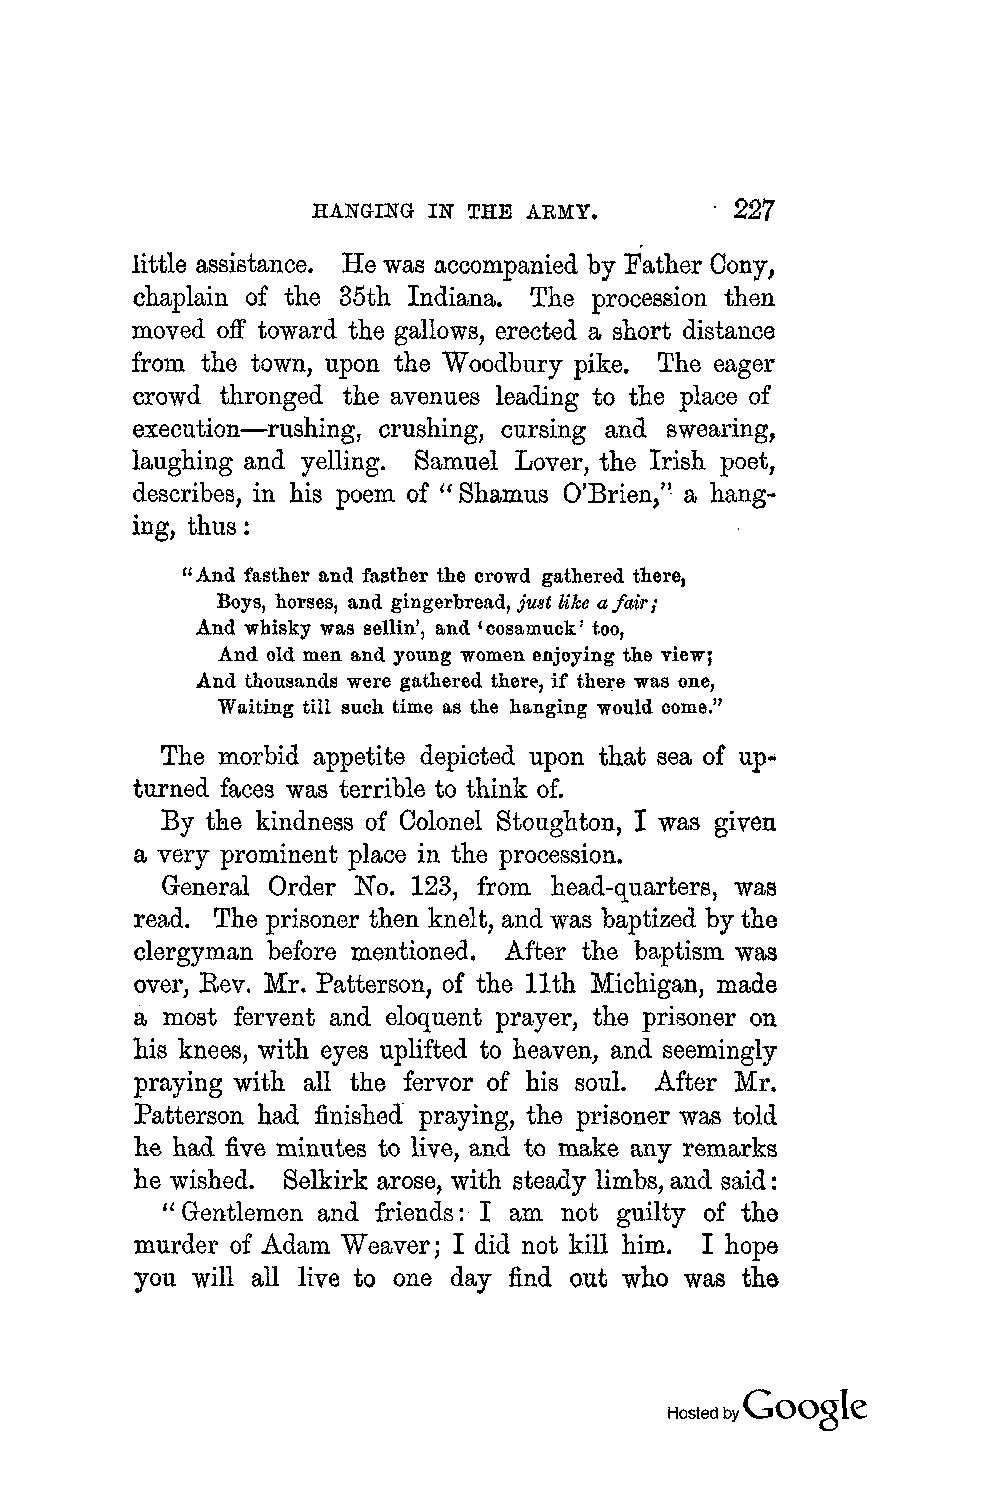 HANGING IN THE ARMY. 227
little assistance. He was accompanied by Father Cony,
chaplain of the 35th Indiana. The procession then
moved off toward the gallows, erected a short distance
from the town, upon the Woodbury pike. The eager
crowd thronged the avenues leading to the place of
execution—rushing, crushing, cursing and swearing,
laughing and yelling. Samuel Lover, the Irish poet,
describes, in his poem of "Shamus O'Brien," a hang-
ing, thus:
"And fasther and fasther the crowd gathered there,
Boys, horses, and gingerbread, just like a fair;
And whisky was sellin', and 'cosamuck' too,
And old men and young women enjoying the view;
And thousands were gathered there, if there was one,
Waiting till such time as the hanging would come."
The morbid appetite depicted upon that sea of up-
turned faces was terrible to think of.
By the kindness of Colonel Stoughton, I was given
a very prominent place in the procession.
General Order No. 123, from head-quarters, was
read. The prisoner then knelt, and was baptized by the
clergyman before mentioned. After the baptism was
over, Rev. Mr. Patterson, of the 11th Michigan, made
a most fervent and eloquent prayer, the prisoner on
his knees, with eyes uplifted to heaven, and seemingly
praying with all the fervor of his soul. After Mr.
Patterson had finished praying, the prisoner was told
he had five minutes to live, and to make any remarks
he wished. Selkirk arose, with steady limbs, and said:
"Gentlemen and friends: I am not guilty of the
murder of Adam Weaver; I did not kill him. I hope
you will all live to one day find out who was the
Hosted by Google